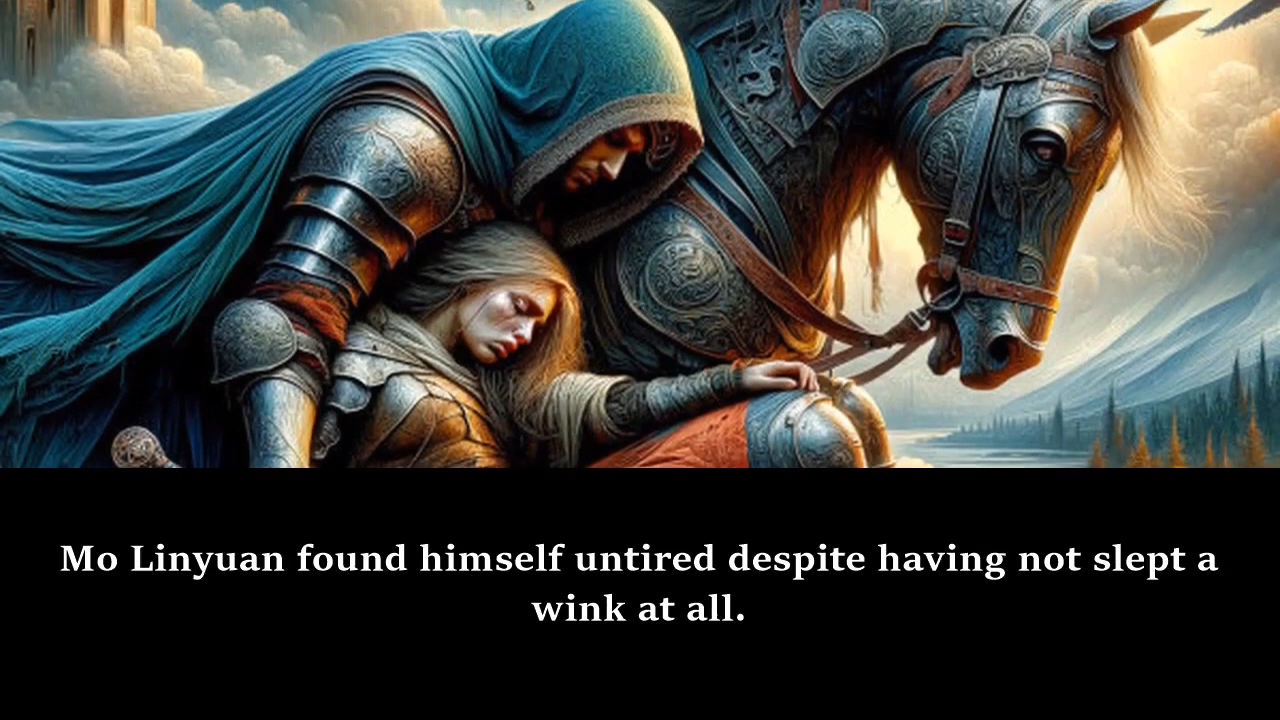 Mo Linyuan found himself untired despite having not slept a
wink at all.